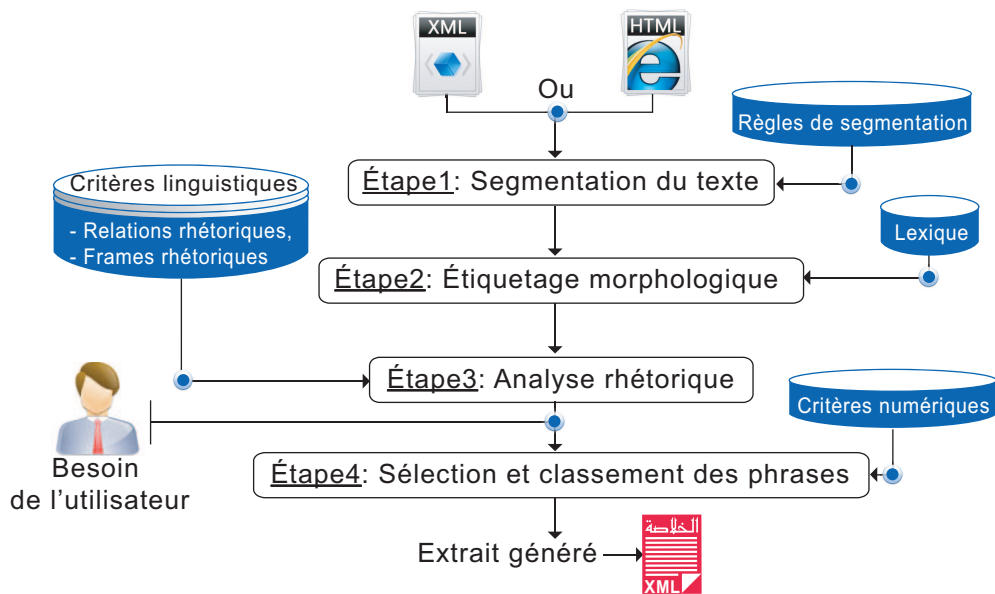 XML
HTML
Ou
Règles de segmentation
Étape1: Segmentation du texte
Critères linguistiques
- Relations rhétoriques,
- Frames rhétoriques
Lexique
Étape2: Étiquetage morphologique
Étape3: Analyse rhétorique
Critères numériques
Besoin
de l'utilisateur
Étape4: Sélection et classement des phrases
Extrait généré
الخلاصة
XML